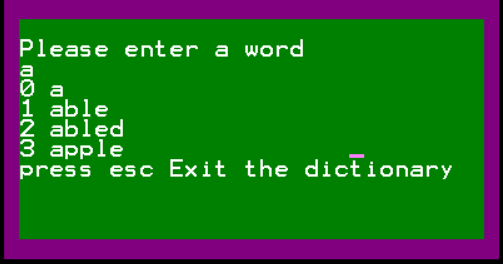 Please enter a word
a
0 a
1 able
2 abled
3 apple
press esc Exit the dictionary